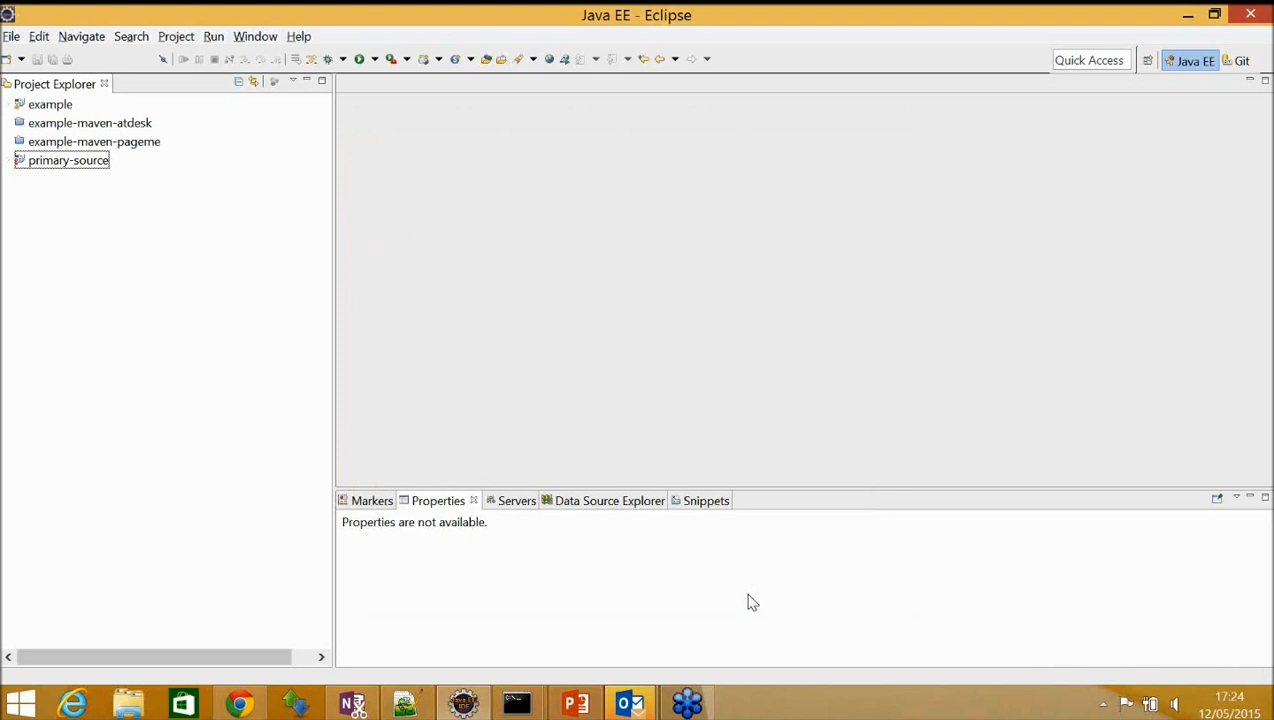 Java EE - Eclipse
File Edit Navigate Search Project Run Window Help
Quick Access
Java EE
Git
Project Explorer
example
example-maven-atdesk
example-maven-pageme
primary-source
Markers Properties Servers Data Source Explorer Snippets
Properties are not available.
17:24
12/05/2015